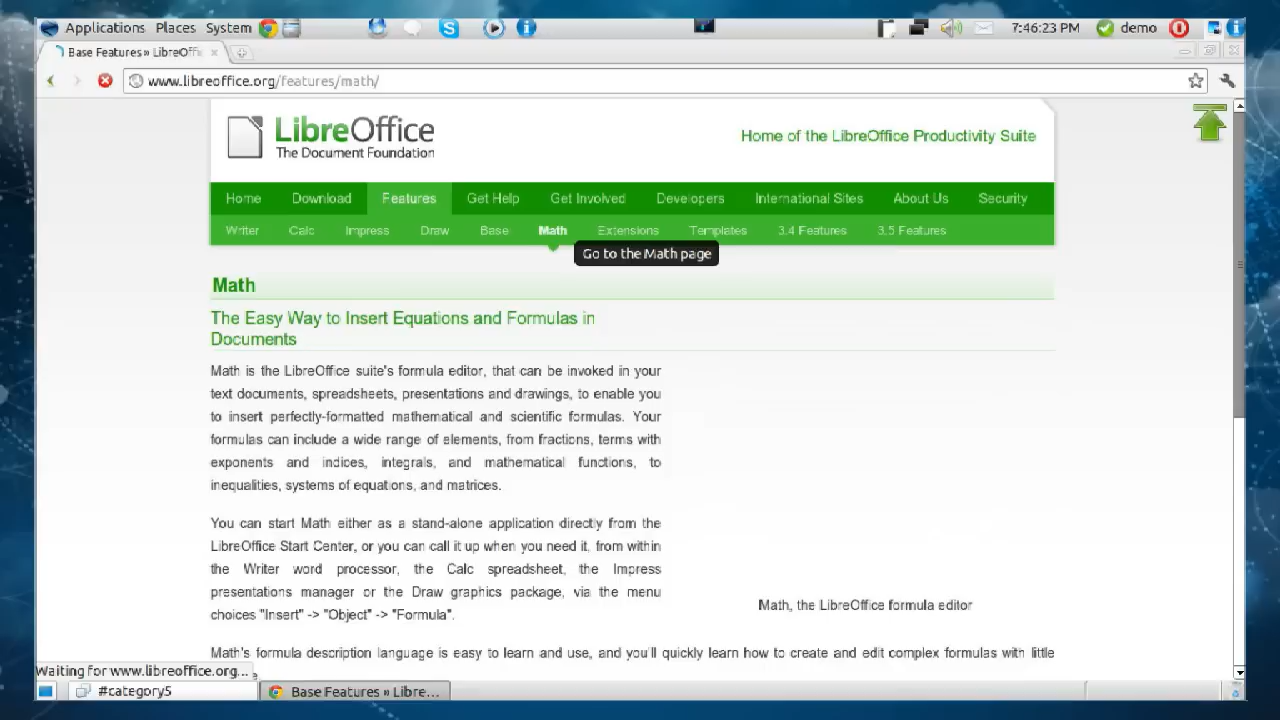 Applications Places System 7:46:23 PM demo
Base Features » LibreOffi
www.libreoffice.org/features/math/
LibreOffice
The Document Foundation
Home of the LibreOffice Productivity Suite
Home Download Features Get Help Get Involved Developers International Sites About Us Security
Writer Calc Impress Draw Base Math Extensions Templates 3.4 Features 3.5 Features
Go to the Math page
Math
The Easy Way to Insert Equations and Formulas in
Documents
Math is the LibreOffice suite's formula editor, that can be invoked in your
text documents, spreadsheets, presentations and drawings, to enable you
to insert perfectly-formatted mathematical and scientific formulas. Your
formulas can include a wide range of elements, from fractions, terms with
exponents and indices, integrals, and mathematical functions, to
inequalities, systems of equations, and matrices.
You can start Math either as a stand-alone application directly from the
LibreOffice Start Center, or you can call it up when you need it, from within
the Writer word processor, the Calc spreadsheet, the Impress
presentations manager or the Draw graphics package, via the menu
choices "Insert" -> "Object" -> "Formula".
Math, the LibreOffice formula editor
Math's formula description language is easy to learn and use, and you'll quickly learn how to create and edit complex formulas with little
Waiting for www.libreoffice.org...
#category5 Base Features » Libre...